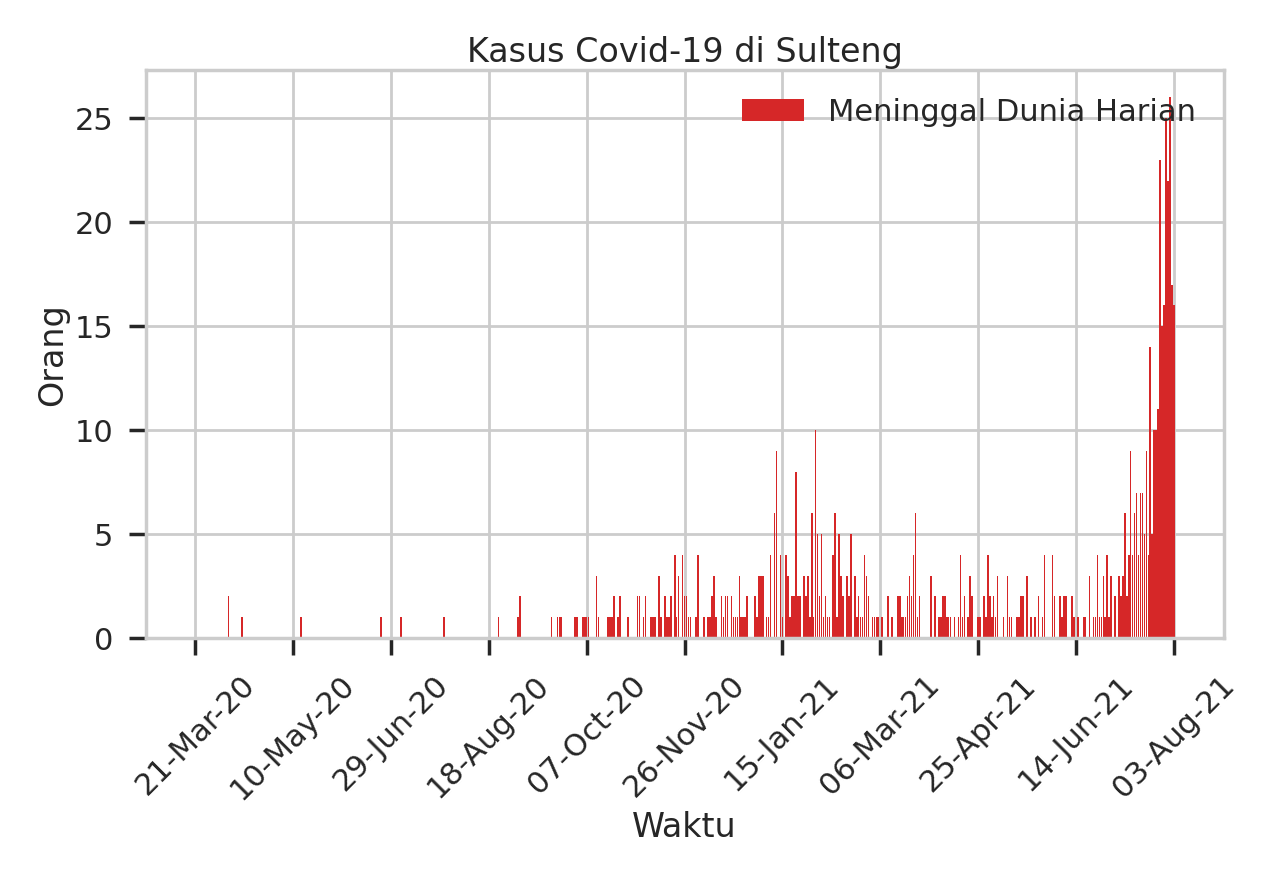 Kasus Covid-19 di Sulteng
Meninggal Dunia Harian
Orang
25
20
15
10
5
0
21-Mar-20
10-May-20
29-Jun-20
18-Aug-20
07-Oct-20
26-Nov-20
15-Jan-21
06-Mar-21
25-Apr-21
14-Jun-21
03-Aug-21
Waktu